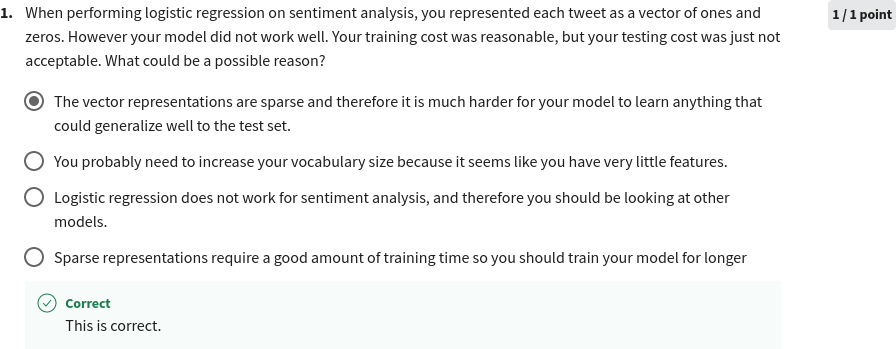 1. When performing logistic regression on sentiment analysis, you represented each tweet as a vector of ones and
1 / 1 point
zeros. However your model did not work well. Your training cost was reasonable, but your testing cost was just not
acceptable. What could be a possible reason?
The vector representations are sparse and therefore it is much harder for your model to learn anything that
could generalize well to the test set.
You probably need to increase your vocabulary size because it seems like you have very little features.
Logistic regression does not work for sentiment analysis, and therefore you should be looking at other
models.
Sparse representations require a good amount of training time so you should train your model for longer
Correct
This is correct.